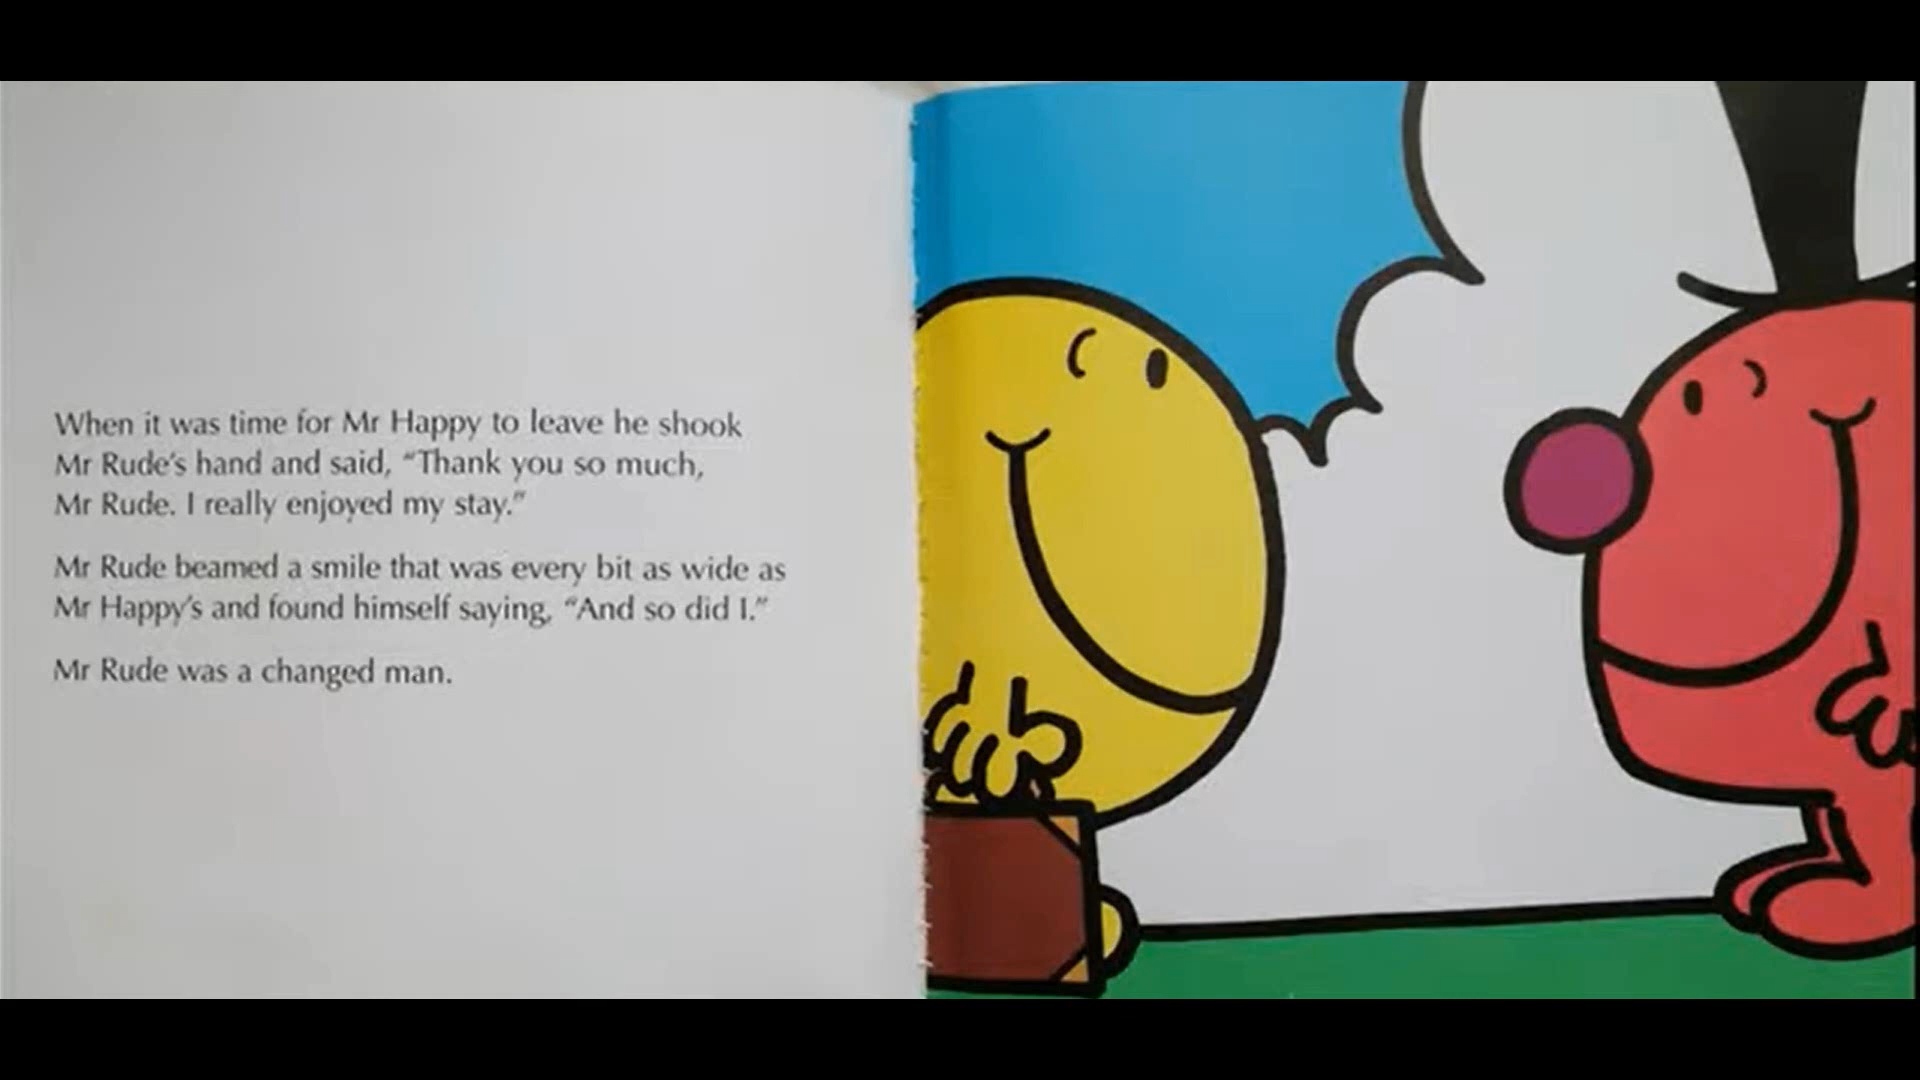 When it was time for Mr Happy to leave he shook
Mr Rude's hand and said, “Thank you so much,
Mr Rude. I really enjoyed my stay.”
Mr Rude beamed a smile that was every bit as wide as
Mr Happy's and found himself saying, “And so did I.”
Mr Rude was a changed man.